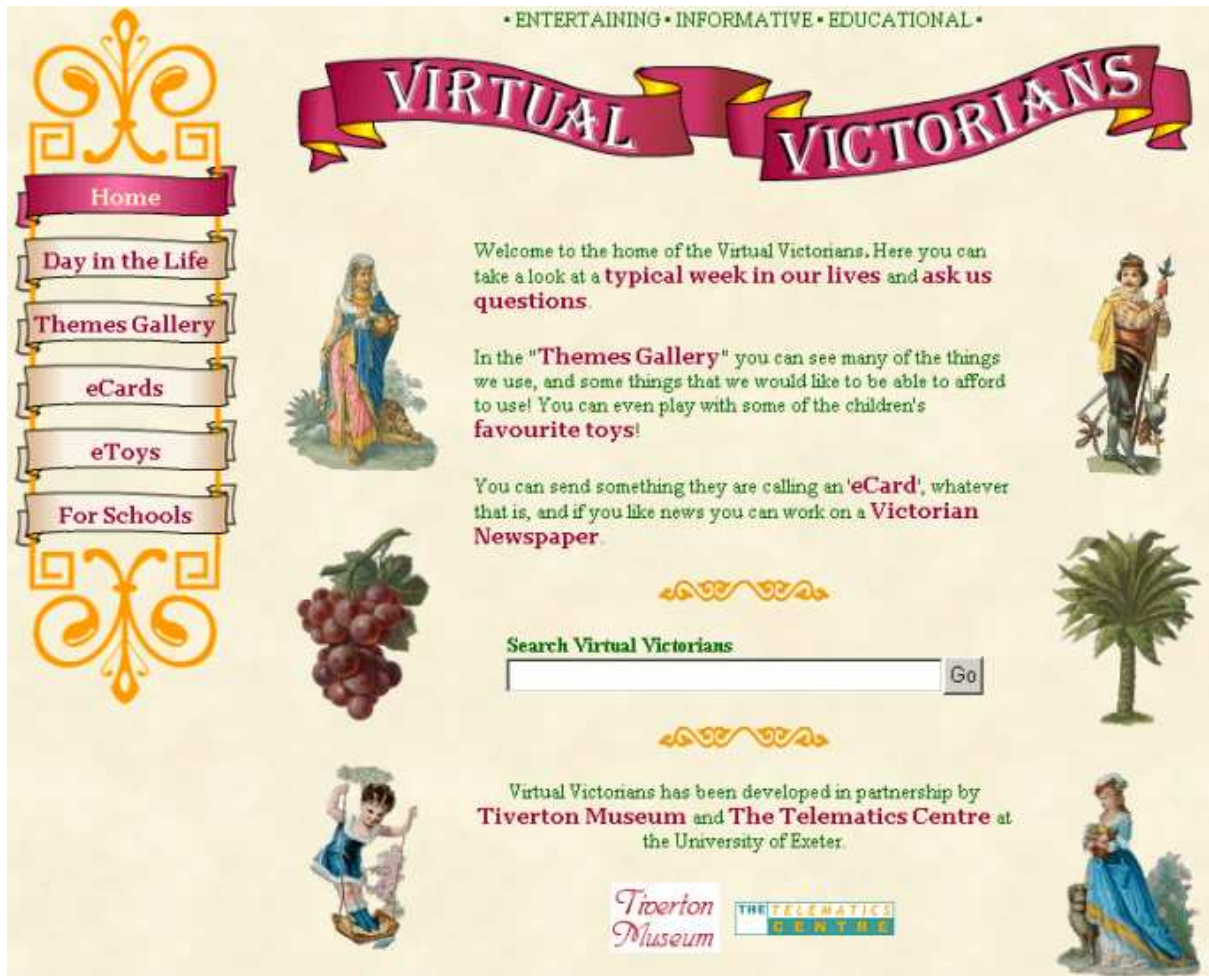 • ENTERTAINING • INFORMATIVE • EDUCATIONAL •
VIRTUAL VICTORIANS
Home
Day in the Life
Themes Gallery
eCards
eToys
For Schools
Welcome to the home of the Virtual Victorians. Here you can
take a look at a typical week in our lives and ask us
questions.
In the "Themes Gallery" you can see many of the things
we use, and some things that we would like to be able to afford
to use! You can even play with some of the children's
favourite toys!
You can send something they are calling an 'eCard', whatever
that is, and if you like news you can work on a Victorian
Newspaper.
Search Virtual Victorians
Go
Virtual Victorians has been developed in partnership by
Tiverton Museum and The Telematics Centre at
the University of Exeter.
Tiverton
Museum
THE TELEMATICS
CENTRE